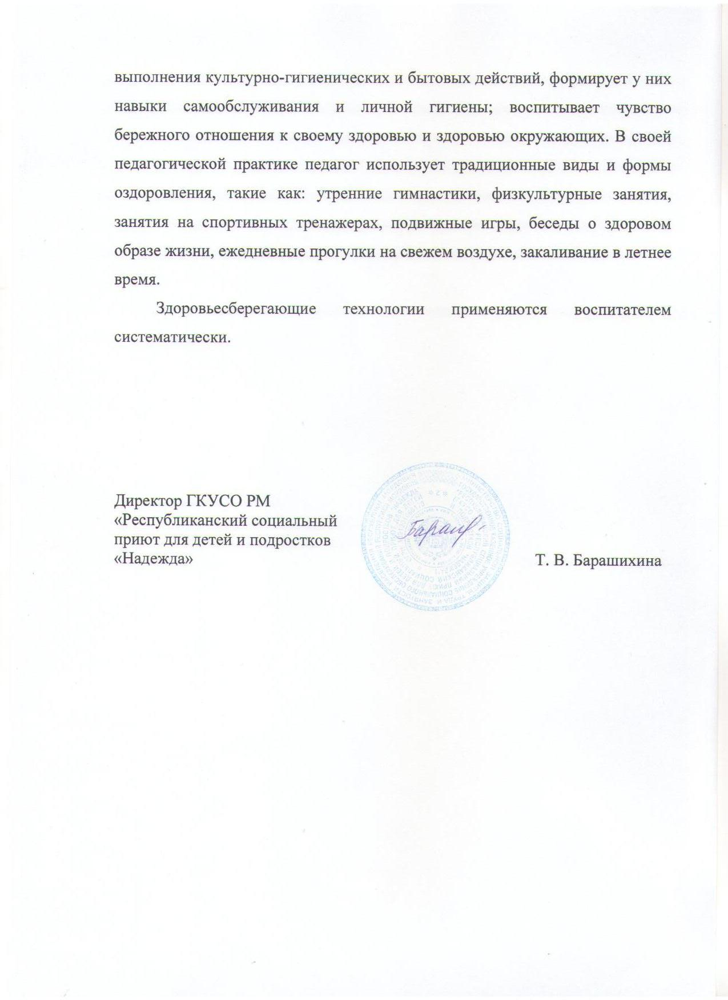 выполнения культурно-гигиенических и бытовых действий, формирует у них
навыки самообслуживания и личной гигиены; воспитывает чувство
бережного отношения к своему здоровью и здоровью окружающих. В своей
педагогической практике педагог использует традиционные виды и формы
оздоровления, такие как: утренние гимнастики, физкультурные занятия,
занятия на спортивных тренажерах, подвижные игры, беседы о здоровом
образе жизни, ежедневные прогулки на свежем воздухе, закаливание в летнее
время.
Здоровьесберегающие технологии применяются воспитателем
систематически.
Директор ГКУСО РМ
«Республиканский социальный
приют для детей и подростков
«Надежда»
Т. В. Барашихина